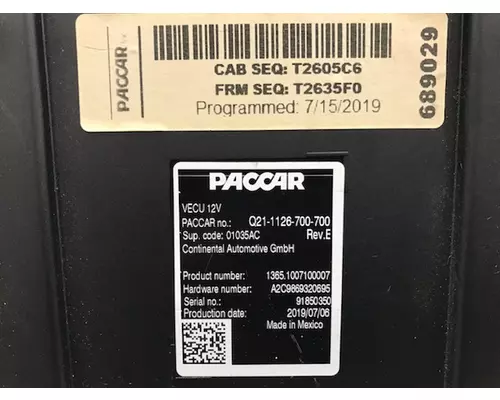 PACCAR
CAB SEQ: T2605C6
FRM SEQ: T2635F0
Programmed: 7/15/2019
689029
PACCAR
VECU 12V
PACCAR no.: Q21-1126-700-700
Sup. code: 01035AC Rev.E
Continental Automotive GmbH
Product number: 1365.1007100007
Hardware number: A2C9869320695
Serial no.: 91850350
Production date: 2019/07/06
Made in Mexico